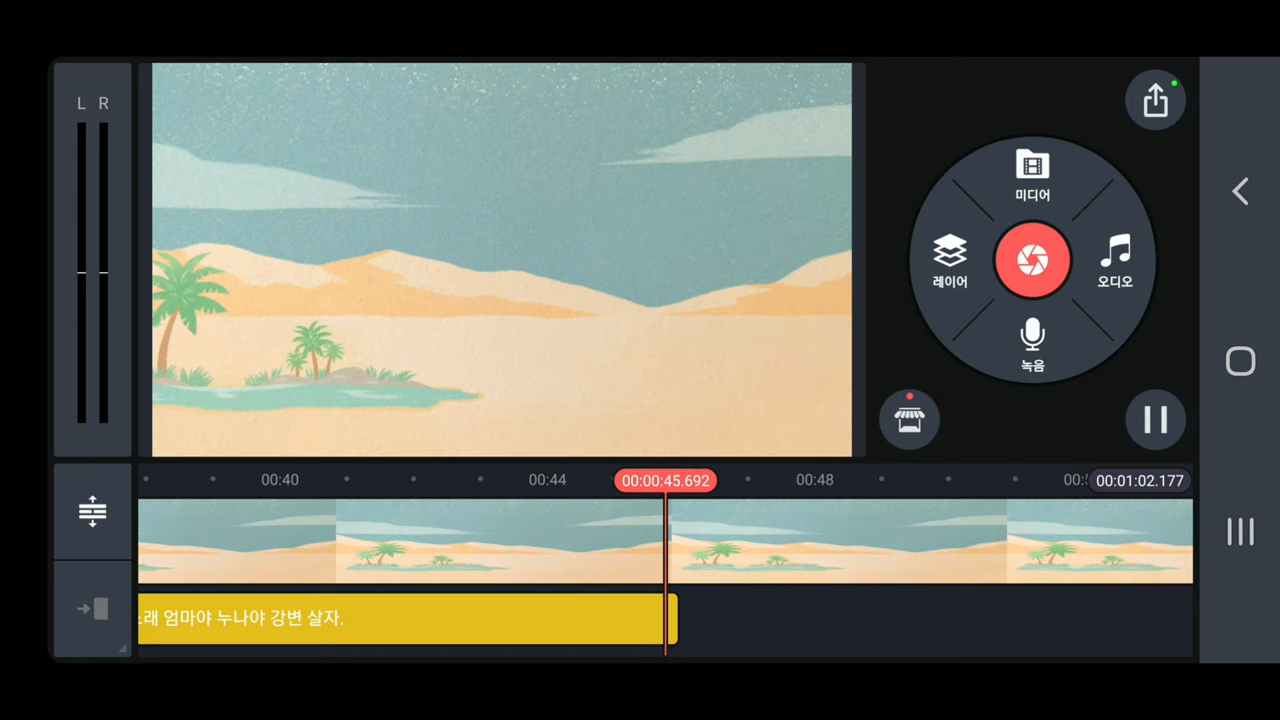 L R
미디어
레이어
오디오
녹음
00:40
00:44
00:00:45.692
00:48
00:01:02.177
엄마야 누나야 강변 살자.